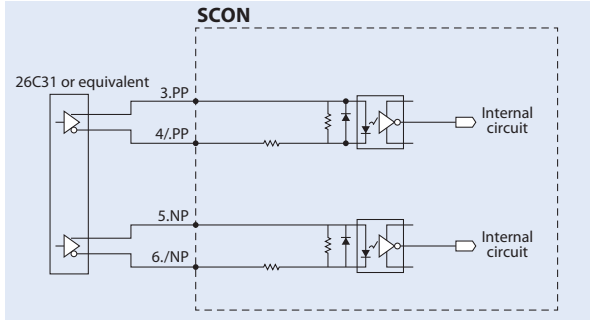 SCON
26C31 or equivalent
3.PP
4/.PP
Internal
circuit
5.NP
6./NP
Internal
circuit